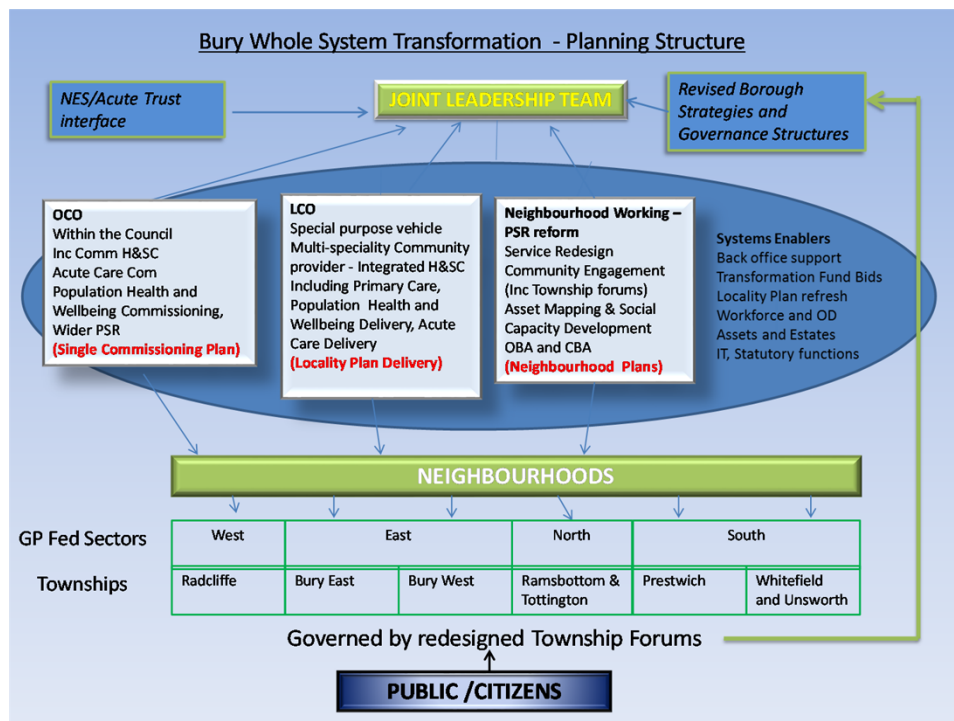 Bury Whole System Transformation - Planning Structure
NES/Acute Trust
interface
JOINT LEADERSHIP TEAM
Revised Borough
Strategies and
Governance Structures
OCO
Within the Council
Inc Comm H&SC
Acute Care Com
Population Health and
Wellbeing Commissioning,
Wider PSR
(Single Commissioning Plan)
LCO
Special purpose vehicle
Multi-speciality Community
provider - Integrated H&SC
Including Primary Care,
Population Health and
Wellbeing Delivery, Acute
Care Delivery
(Locality Plan Delivery)
Neighbourhood Working –
PSR reform
Service Redesign
Community Engagement
(Inc Township forums)
Asset Mapping & Social
Capacity Development
OBA and CBA
(Neighbourhood Plans)
Systems Enablers
Back office support
Transformation Fund Bids
Locality Plan refresh
Workforce and OD
Assets and Estates
IT, Statutory functions
NEIGHBOURHOODS
GP Fed Sectors
West
East
North
South
Townships
Radcliffe
Bury East
Bury West
Ramsbottom &
Tottington
Prestwich
Whitefield
and Unsworth
Governed by redesigned Township Forums
PUBLIC /CITIZENS